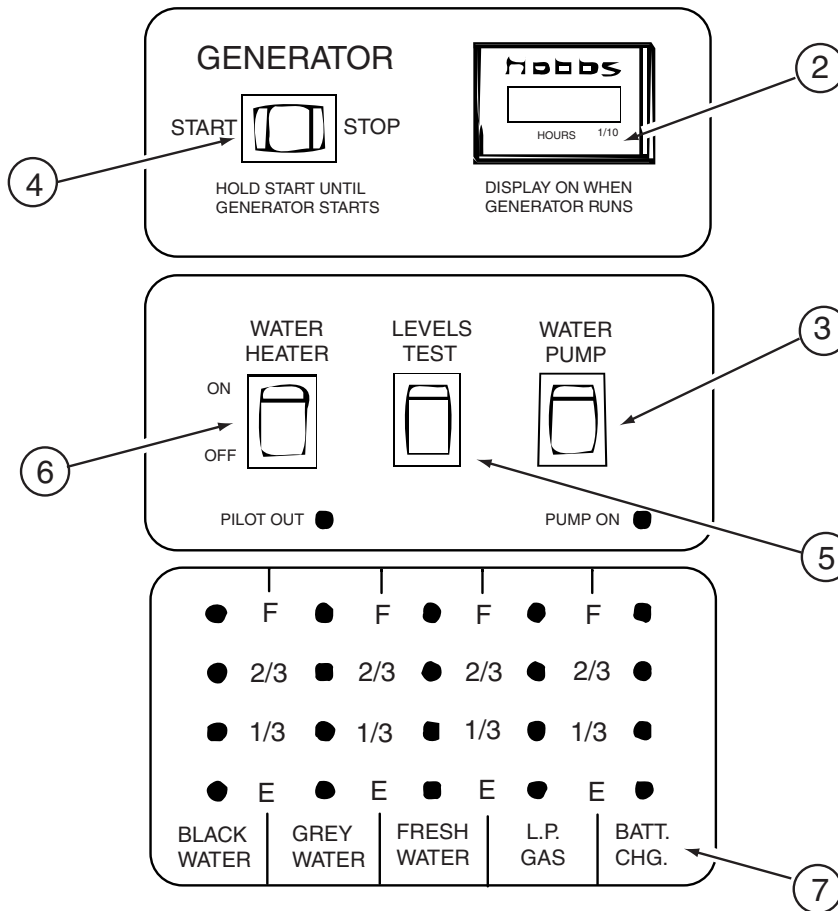 GENERATOR
hobbs
HOURS 1/10
START STOP
HOLD START UNTIL
GENERATOR STARTS
DISPLAY ON WHEN
GENERATOR RUNS
2
4
WATER
HEATER
LEVELS
TEST
WATER
PUMP
ON
OFF
PILOT OUT
PUMP ON
3
6
5
F F F F
2/3 2/3 2/3 2/3
1/3 1/3 1/3 1/3
E E E E
BLACK
WATER
GREY
WATER
FRESH
WATER
L.P.
GAS
BATT.
CHG.
7